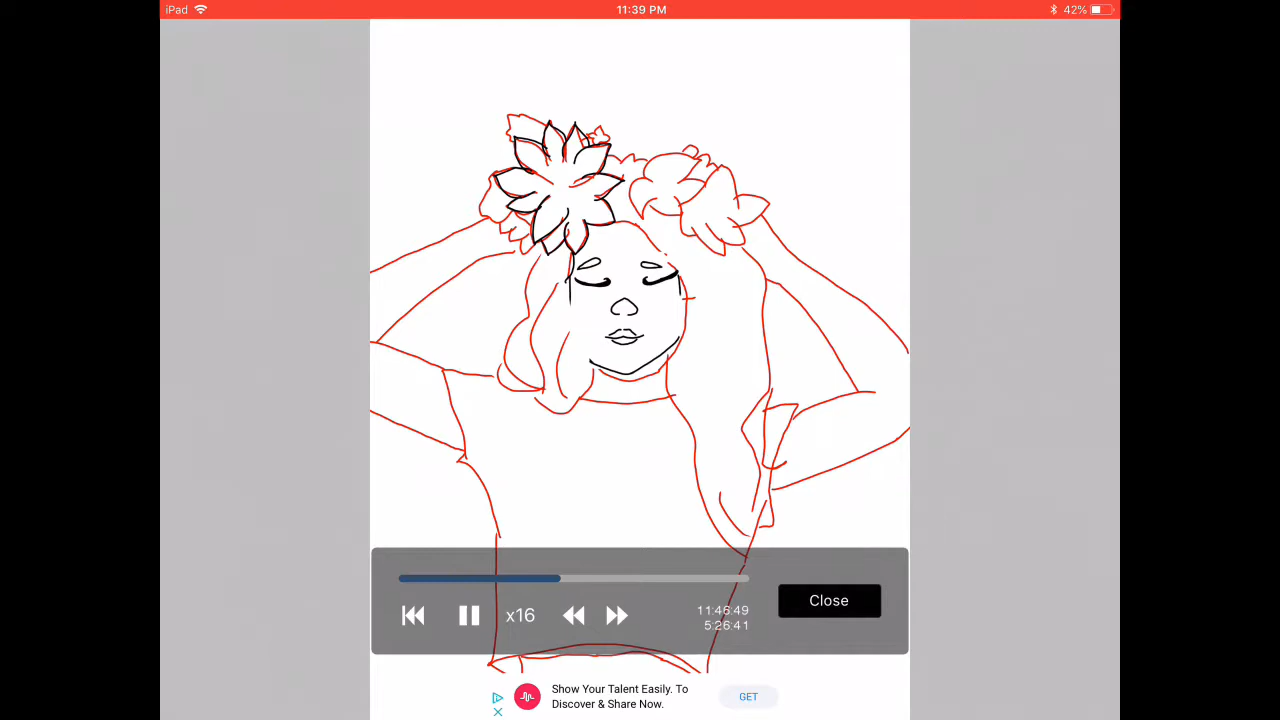 iPad 11:39 PM 42%
x16
11:46:49
5:26:41
Close
Show Your Talent Easily. To
Discover & Share Now.
GET